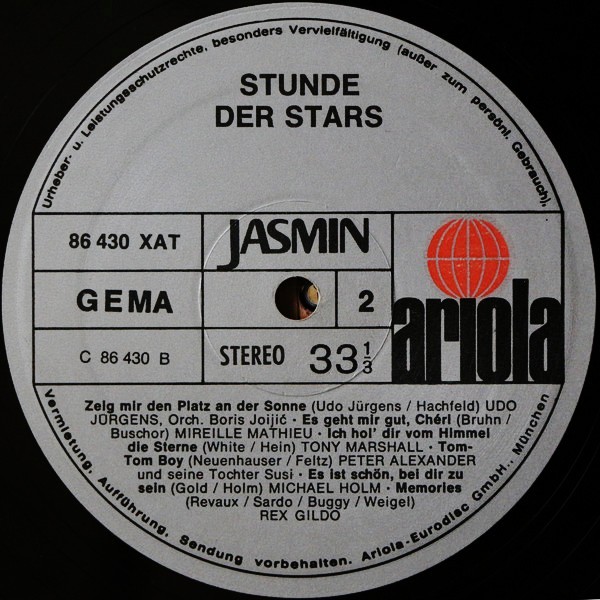 Urheber- u. Leistungsschutzrechte, besonders Vervielfältigung (außer zum persönl. Gebrauch),
STUNDE
DER STARS
86 430 XAT
JASMIN
GEMA
2
ariola
C 86 430 B
STEREO 33 1/3
Zeig mir den Platz an der Sonne (Udo Jürgens / Hachfeld) UDO
JÜRGENS, Orch. Boris Joijić · Es geht mir gut, Chéri (Bruhn /
Buschor) MIREILLE MATHIEU · Ich hol' dir vom Himmel
die Sterne (White / Hein) TONY MARSHALL · Tom-
Tom Boy (Neuenhauser / Feltz) PETER ALEXANDER
und seine Tochter Susi · Es ist schön, bei dir zu
sein (Gold / Holm) MICHAEL HOLM · Memories
(Revaux / Sardo / Buggy / Weigel)
REX GILDO
Vermietung, Aufführung, Sendung vorbehalten. Ariola-Eurodisc GmbH., München